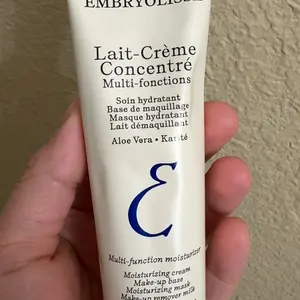 EMBRYOLISSE
Lait-Crème
Concentré
Multi-fonctions
Soin hydratant
Base de maquillage
Masque hydratant
Lait démaquillant
Aloe Vera • Karité
E
Multi-function moisturizer
Moisturizing cream
Make-up base
Moisturizing mask
Make-up remover milk